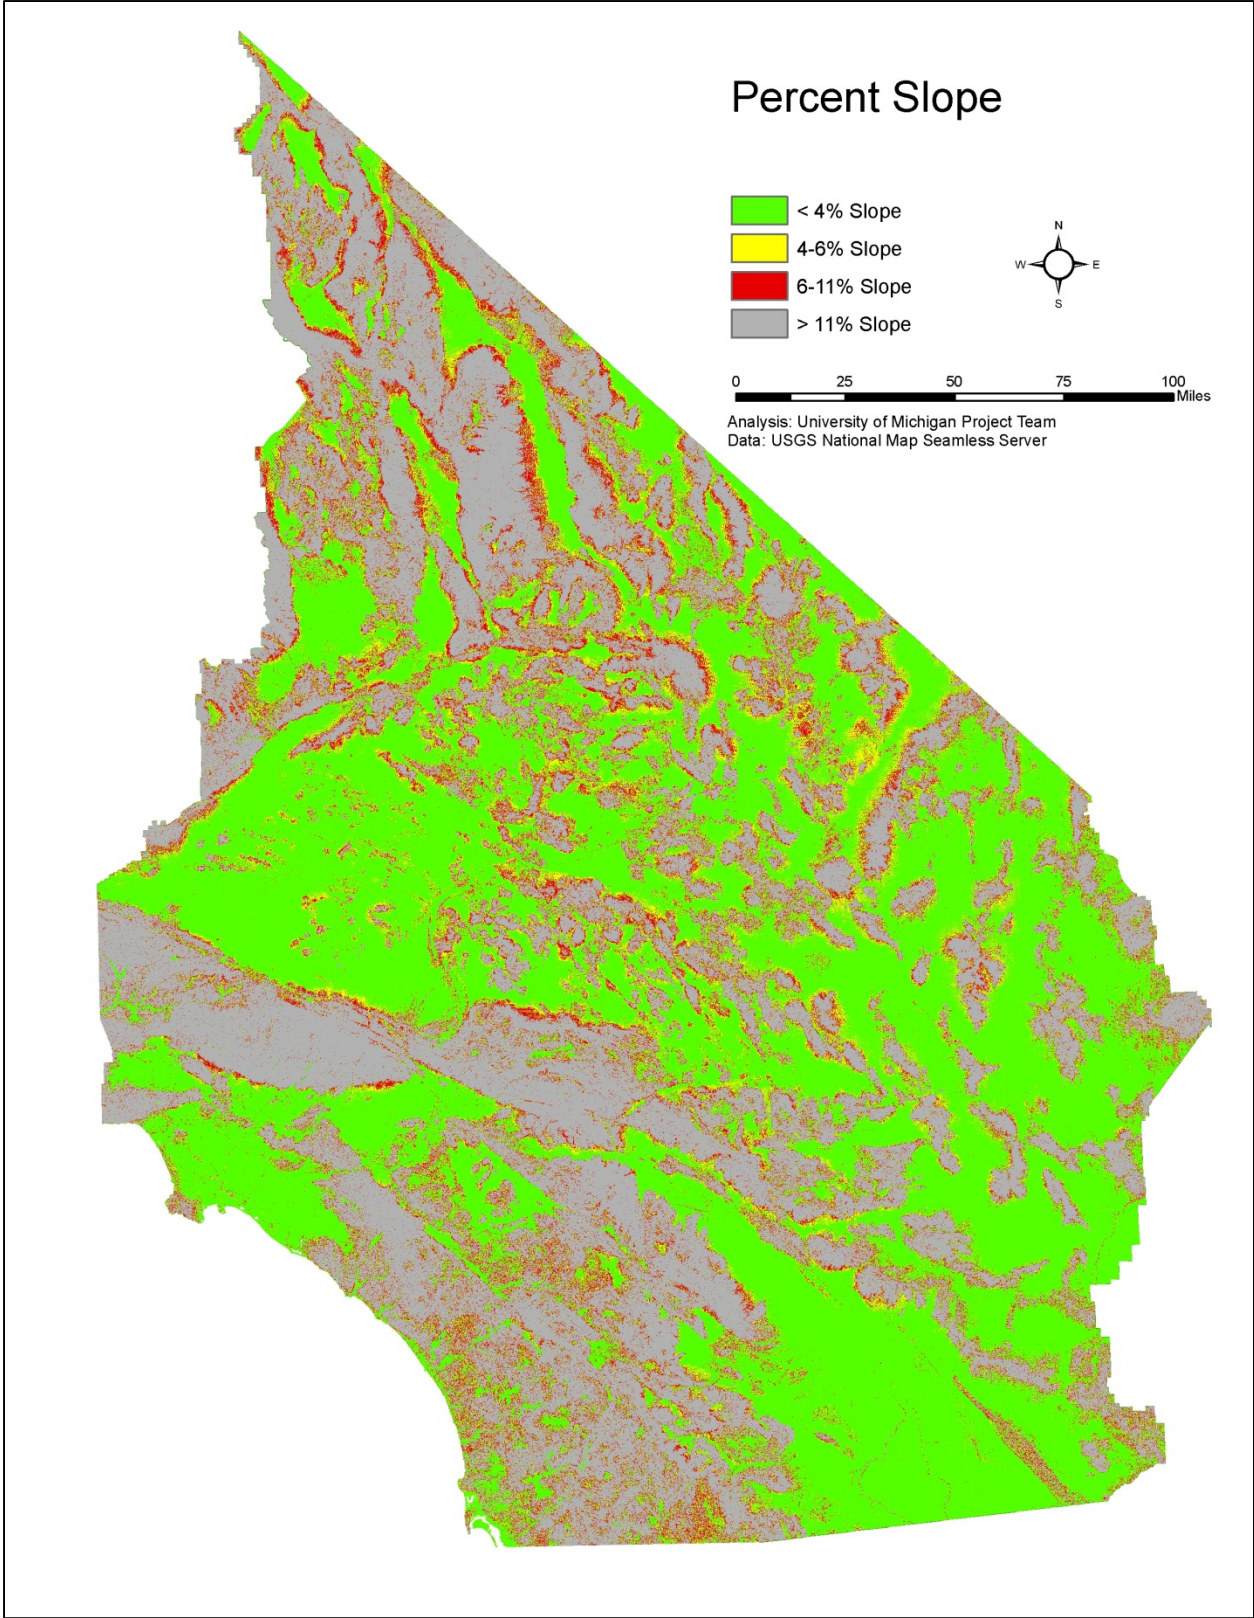 Percent Slope
< 4% Slope
4-6% Slope
6-11% Slope
> 11% Slope
N
W E
S
0 25 50 75 100
Miles
Analysis: University of Michigan Project Team
Data: USGS National Map Seamless Server